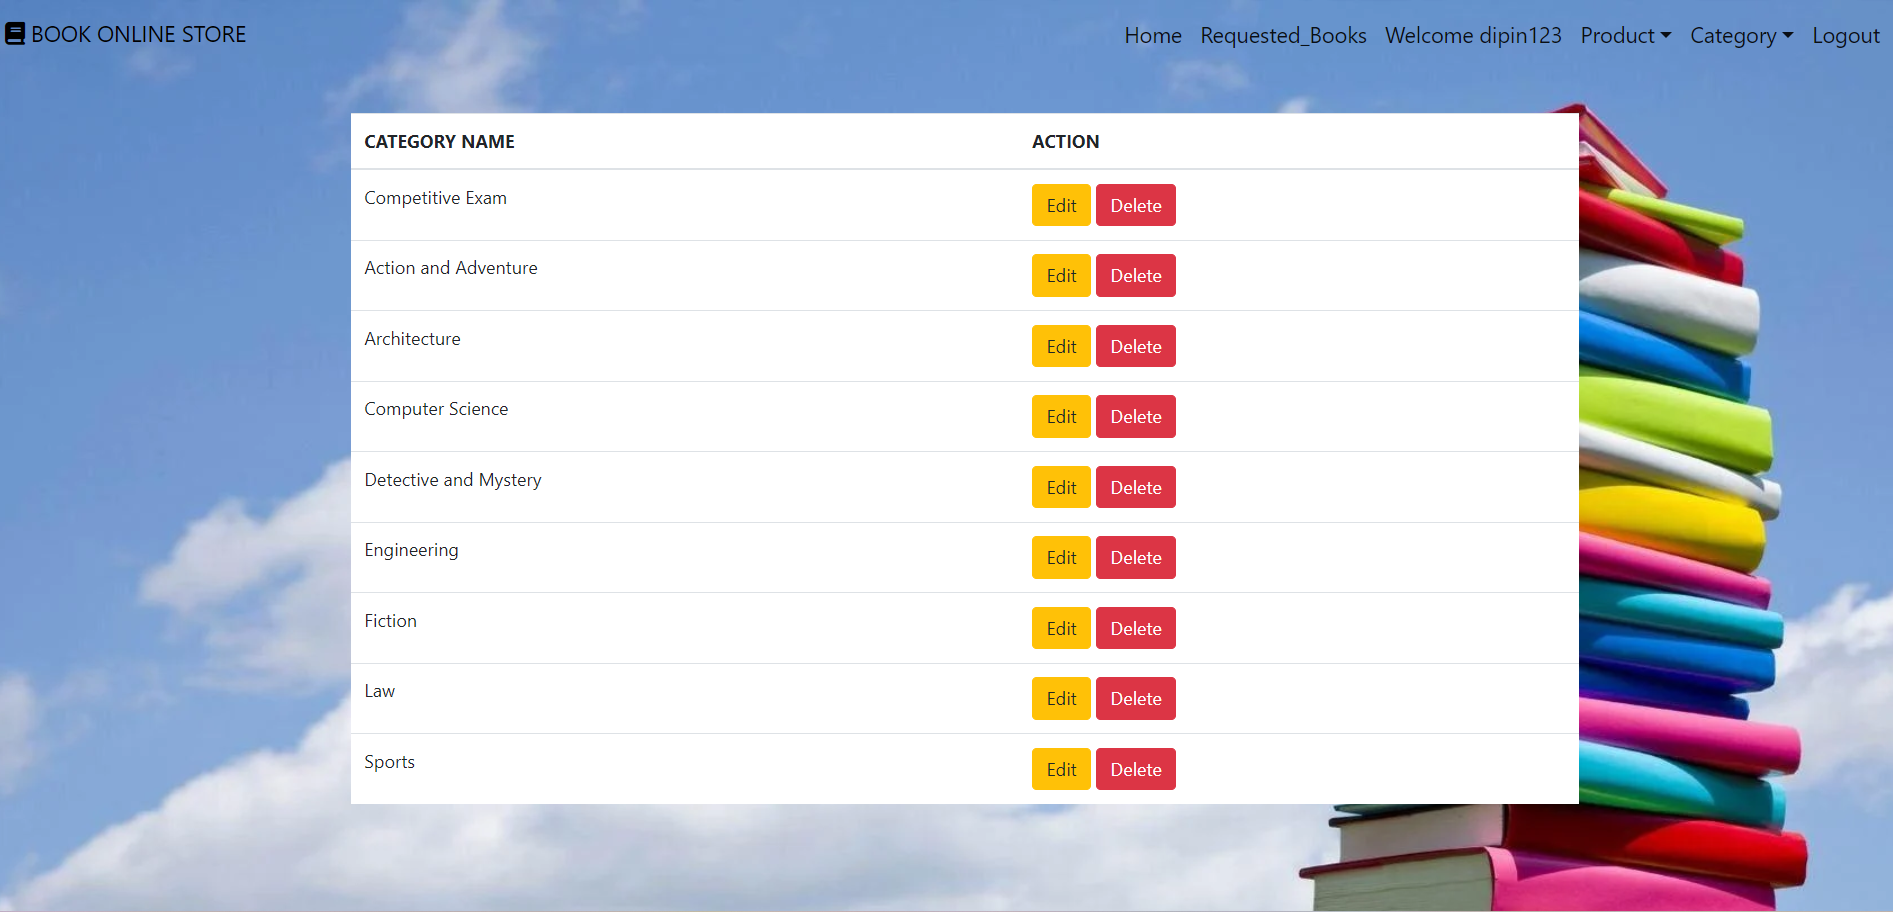 BOOK ONLINE STORE Home Requested_Books Welcome dipin123 Product Category Logout
CATEGORY NAME ACTION
Competitive Exam Edit Delete
Action and Adventure Edit Delete
Architecture Edit Delete
Computer Science Edit Delete
Detective and Mystery Edit Delete
Engineering Edit Delete
Fiction Edit Delete
Law Edit Delete
Sports Edit Delete